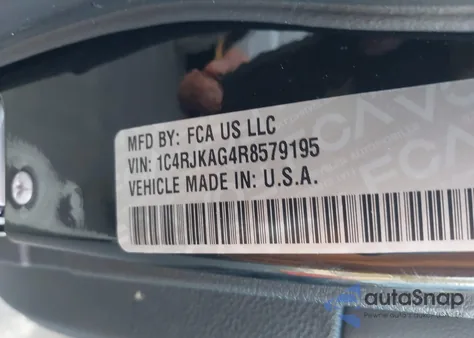 MFD BY: FCA US LLC
VIN: 1C4RJKAG4R8579195
VEHICLE MADE IN: U.S.A.
autoSnap